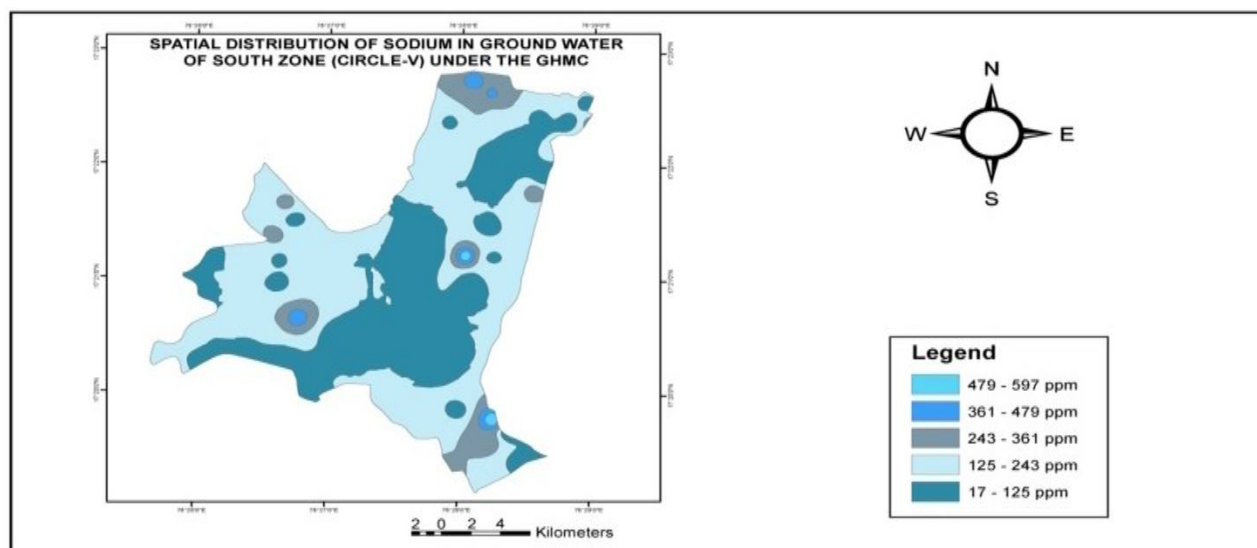 SPATIAL DISTRIBUTION OF SODIUM IN GROUND WATER
OF SOUTH ZONE (CIRCLE-V) UNDER THE GHMC
N
W E
S
Legend
479 - 597 ppm
361 - 479 ppm
243 - 361 ppm
125 - 243 ppm
17 - 125 ppm
2 0 2 4
Kilometers